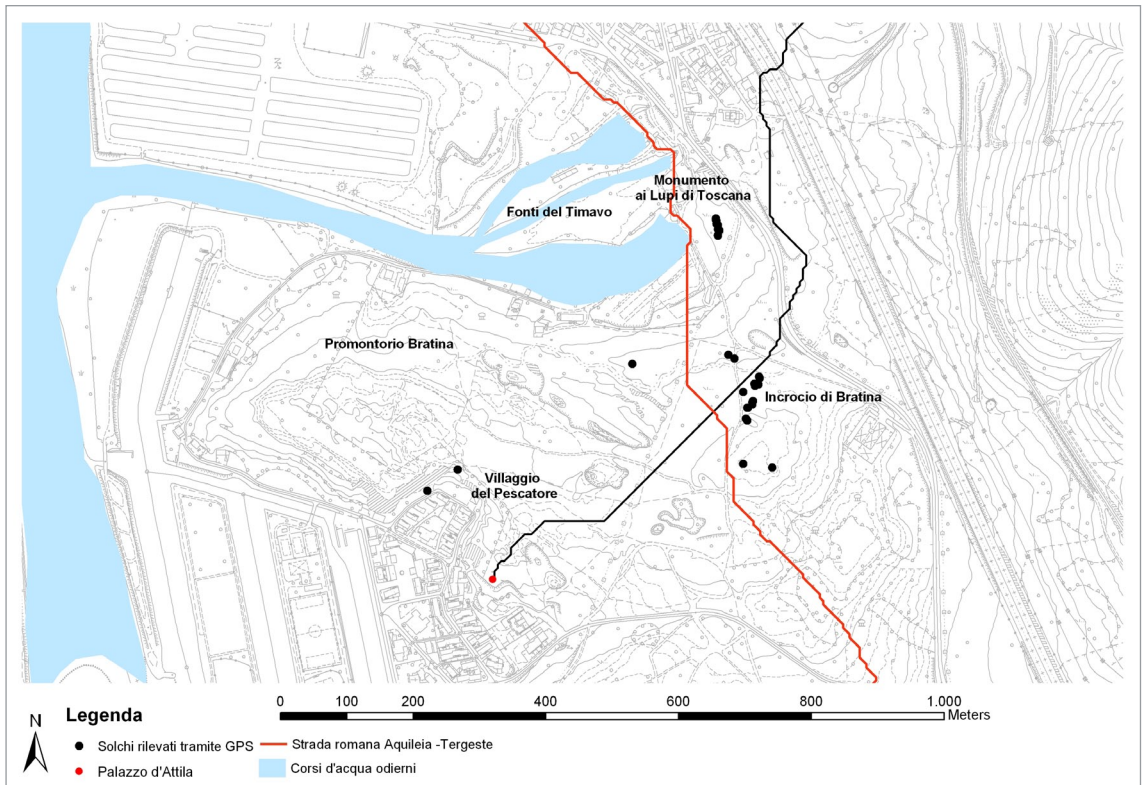 Monumento
ai Lupi di Toscana
Fonti del Timavo
Promontorio Bratina
Incrocio di Bratina
Villaggio
del Pescatore
0 100 200 400 600 800 1.000
Meters
N
Legenda
Solchi rilevati tramite GPS
Strada romana Aquileia -Tergeste
Palazzo d'Attila
Corsi d'acqua odierni